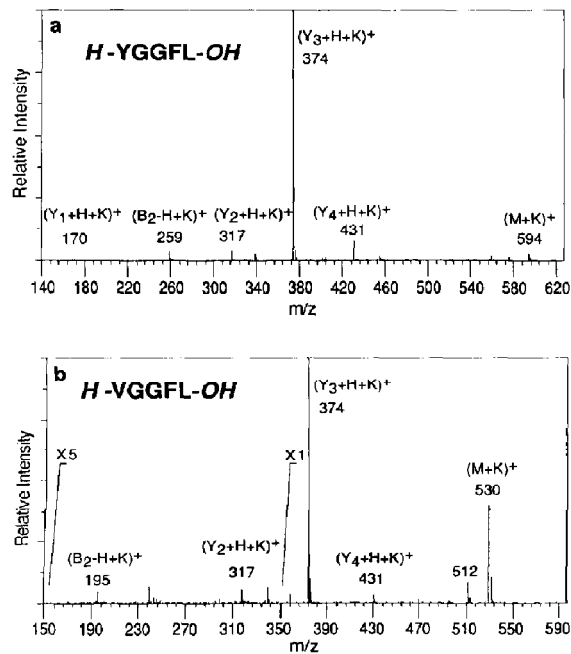 a
H-YGGFL-OH
Relative Intensity
(Y3+H+K)+
374
(Y1+H+K)+ (B2-H+K)+ (Y2+H+K)+ (Y4+H+K)+ (M+K)+
170 259 317 431 594
140 180 220 260 300 340 380 420 460 500 540 580 620
m/z
b
H-VGGFL-OH
Relative Intensity
(Y3+H+K)+
374
X5 X1
(M+K)+
530
(B2-H+K)+ (Y2+H+K)+ (Y4+H+K)+
195 317 431 512
150 190 230 270 310 350 390 430 470 510 550 590
m/z